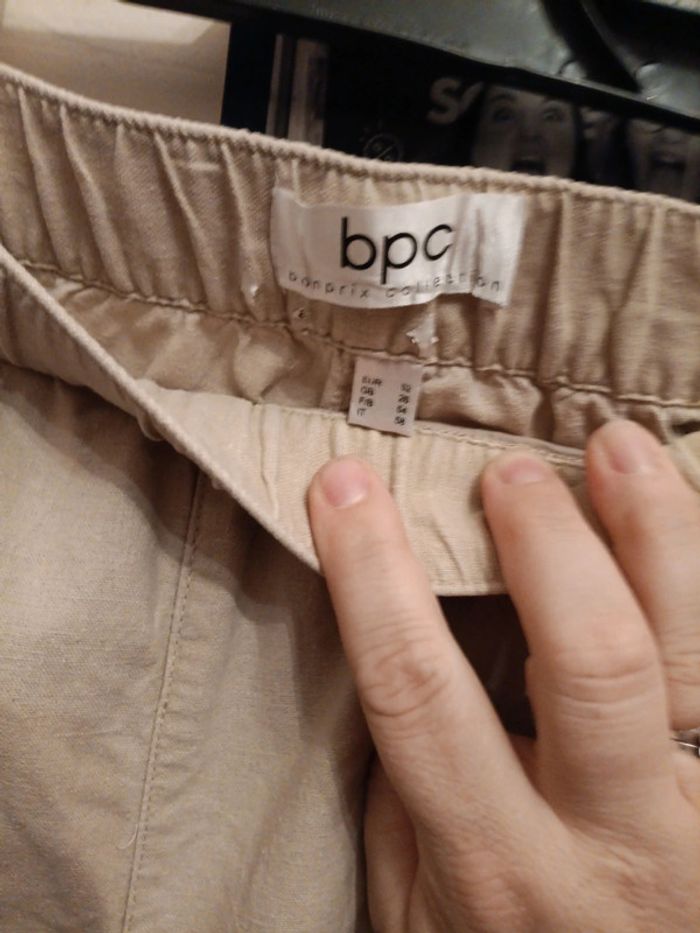 bpc
bonprix collection
EUR 52
GB 26
F/B 54
IT 58